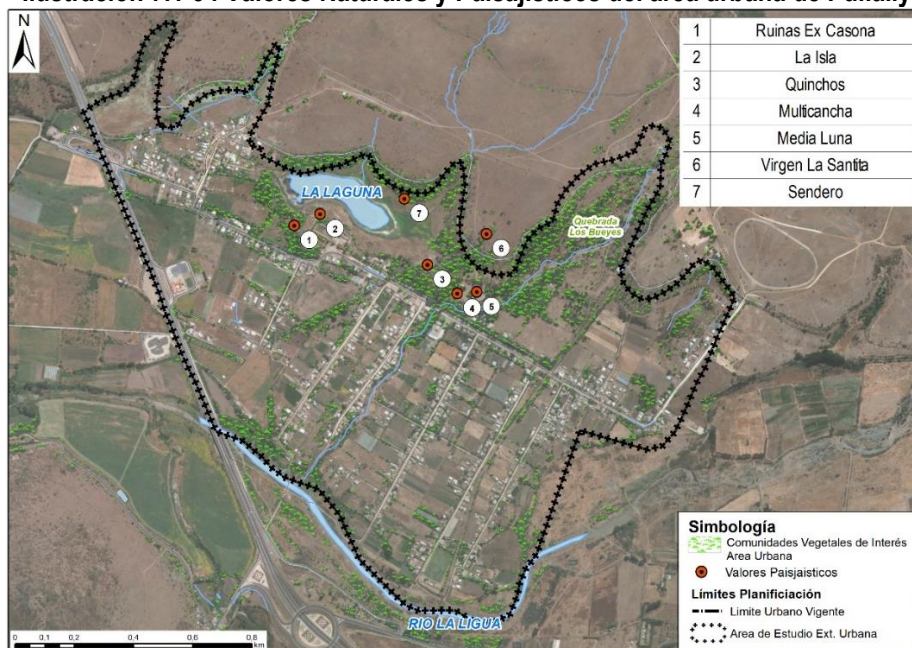 Valores Naturales y Paisajísticos del área urbana de
N
1 Ruinas Ex Casona
2 La Isla
3 Quinchos
4 Multicancha
5 Media Luna
6 Virgen La Santita
7 Sendero
LA LAGUNA
7
2
1
Quebrada
Los Bueyes
6
3
4
5
RIO LA LIGUA
Simbología
Comunidades Vegetales de Interés
Area Urbana
Valores Paisjaisticos
Límites Planificiación
Limite Urbano Vigente
Area de Estudio Ext. Urbana
0 0,1 0,2 0,4 0,6 0,8
km